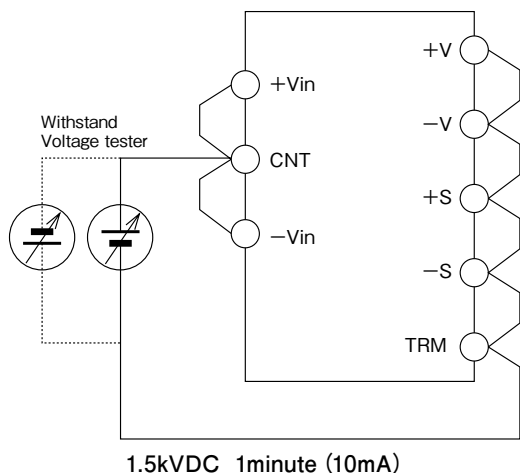 +V
+Vin
−V
Withstand
Voltage tester
CNT
+S
−Vin
−S
TRM
1.5kVDC 1minute (10mA)